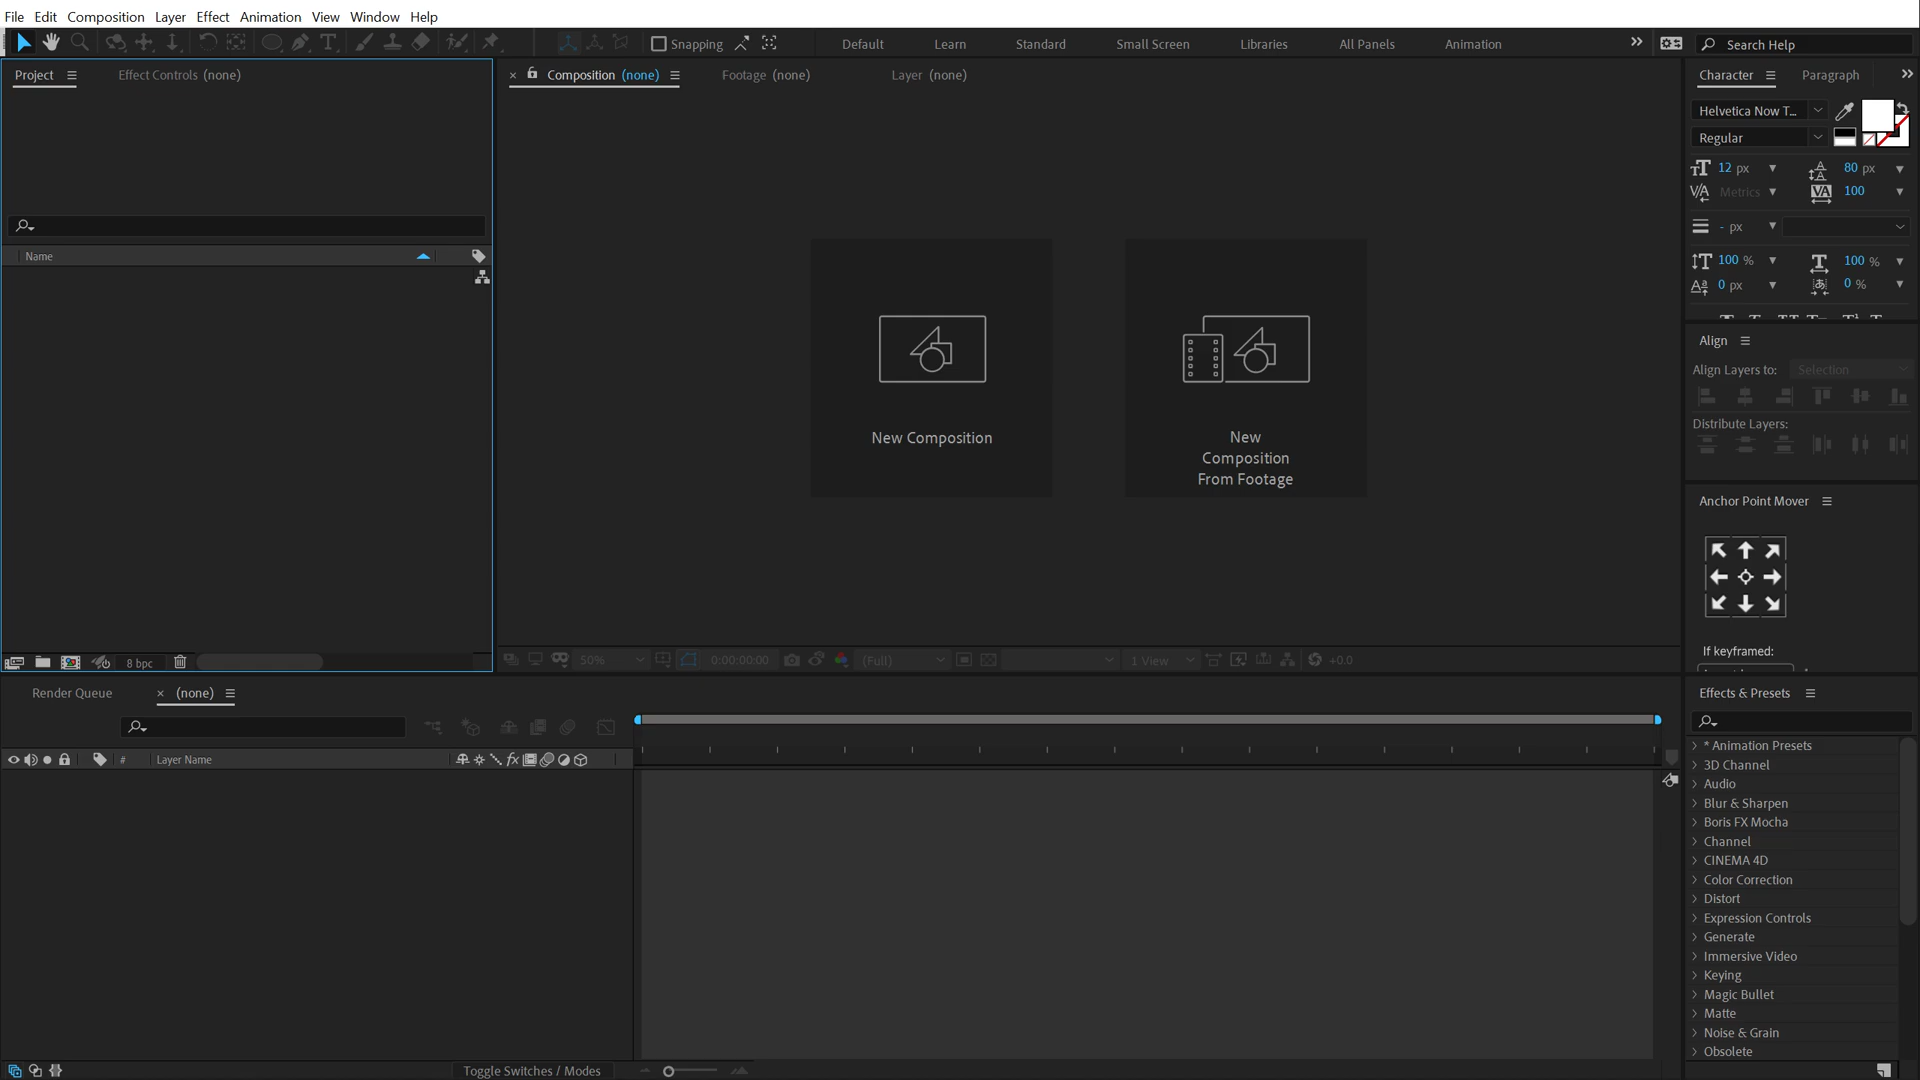 File Edit Composition Layer Effect Animation View Window Help
Snapping Default Learn Standard Small Screen Libraries All Panels Animation Search Help
Project Effect Controls (none) Composition (none) Footage (none) Layer (none) Character Paragraph
Helvetica Now T...
Regular
12 px 80 px
Metrics 100
- px
100 % 100 %
0 px 0 %
Name
New Composition
New
Composition
From Footage
Align
Align Layers to: Selection
Distribute Layers:
Anchor Point Mover
If keyframed:
8 bpc
50% 0:00:00:00 (Full) 1 View +0.0
Render Queue (none)
# Layer Name
Toggle Switches / Modes
Effects & Presets
* Animation Presets
3D Channel
Audio
Blur & Sharpen
Boris FX Mocha
Channel
CINEMA 4D
Color Correction
Distort
Expression Controls
Generate
Immersive Video
Keying
Magic Bullet
Matte
Noise & Grain
Obsolete